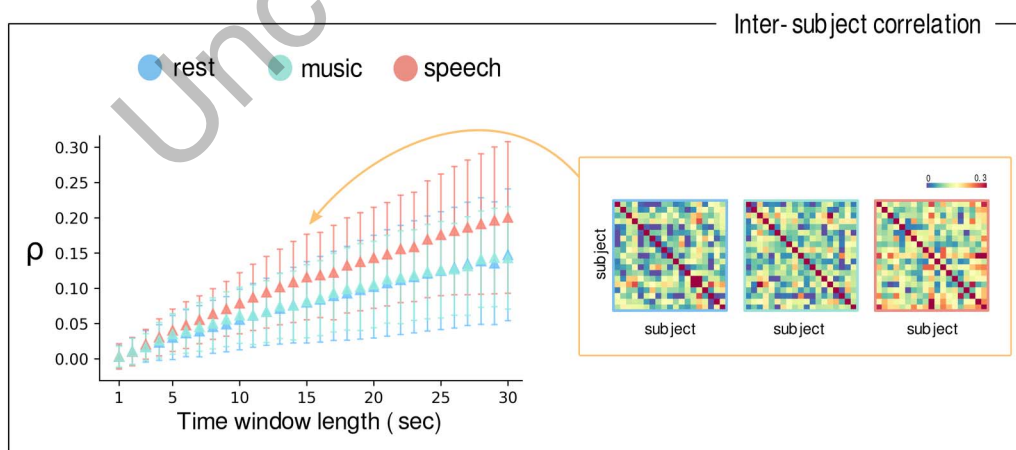 Inter- subject correlation
Unc
rest music speech
0.30
0.25
0.20
0.15
0.10
0.05
0.00
ρ
1 5 10 15 20 25 30
Time window length ( sec)
0 0.3
subject
subject subject subject